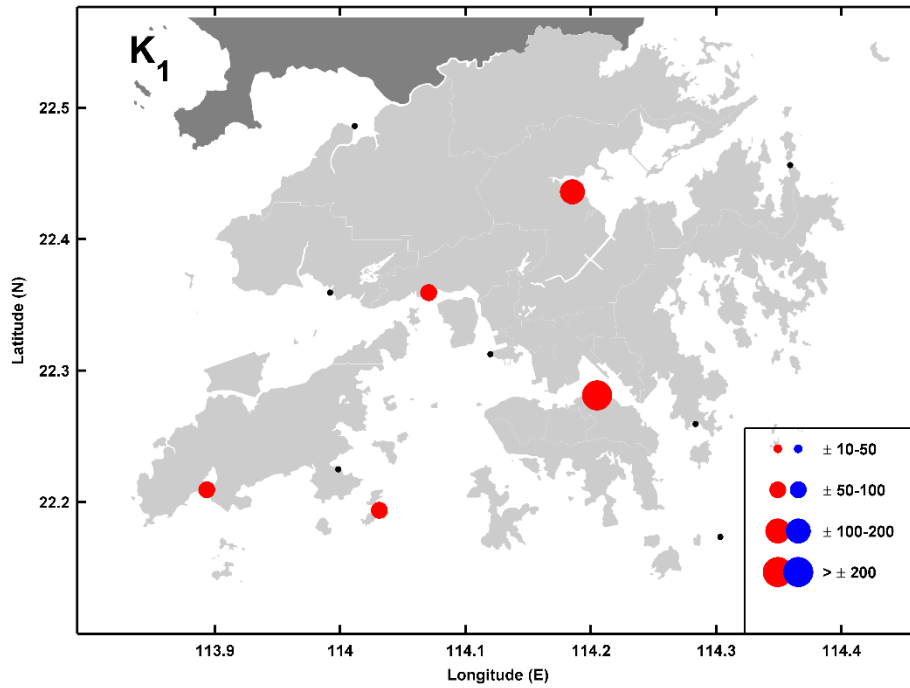 K₁
22.5
22.4
22.3
22.2
Latitude (N)
113.9 114 114.1 114.2 114.3 114.4
Longitude (E)
± 10-50
± 50-100
± 100-200
> ± 200